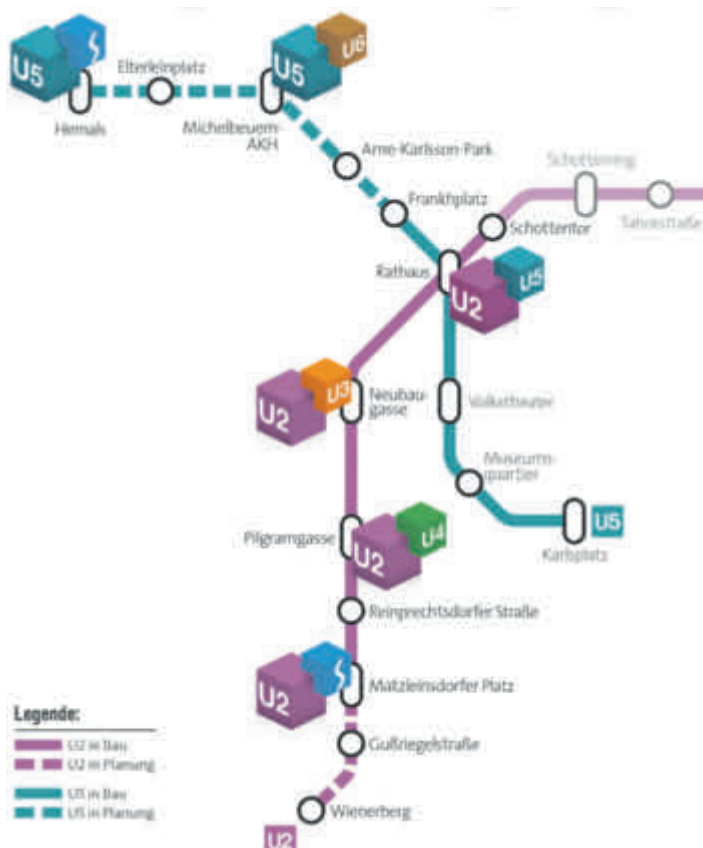 U5
Elterleinplatz
U5
U6
Hernals
Michelbeuern-
AKH
Arne-Karlsson-Park
Frankhplatz
Schottenring
Taborstraße
Schottentor
Rathaus
U2
U5
U2
U3
Neubau-
gasse
Volkstheater
Museums-
quartier
Pilgramgasse
U2
U4
U5
Karlsplatz
Reinprechtsdorfer Straße
U2
Matzleinsdorfer Platz
Gußriegelstraße
Wienerberg
U2
Legende:
U2 in Bau
U2 in Planung
U5 in Bau
U5 in Planung